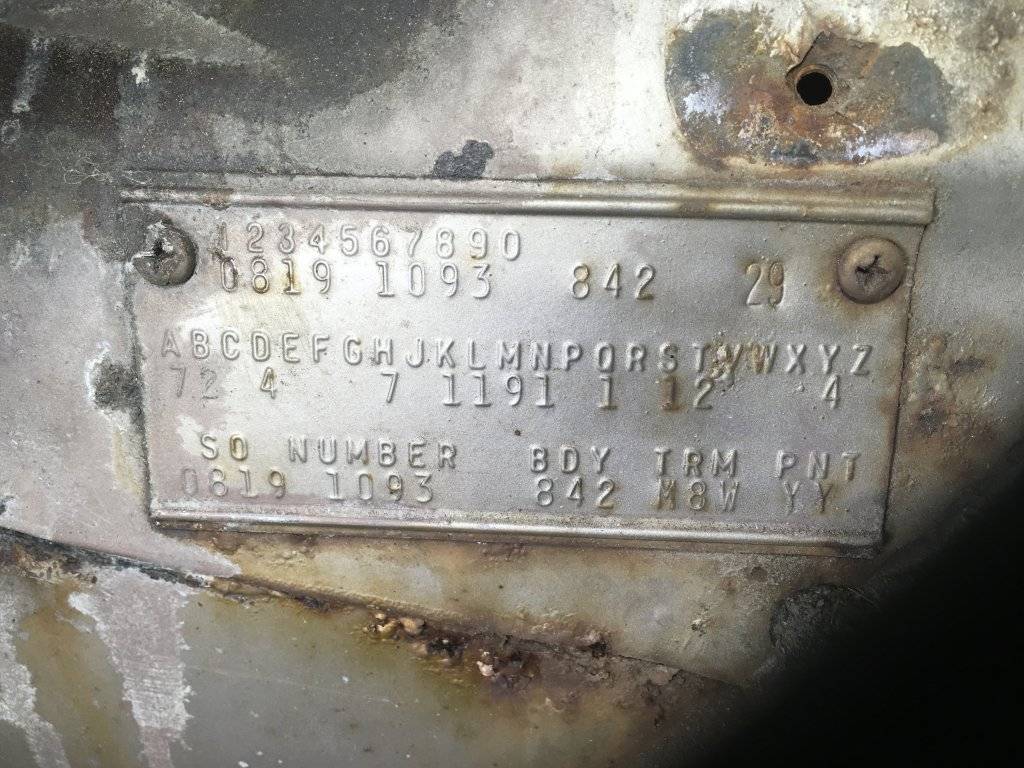 1234567890
0819 1093 842 29
ABCDEFGHJKLMNPQRSTVWXYZ
72 4 7 1191 1 12 4
SO NUMBER BDY TRM PNT
0819 1093 842 M8W YY